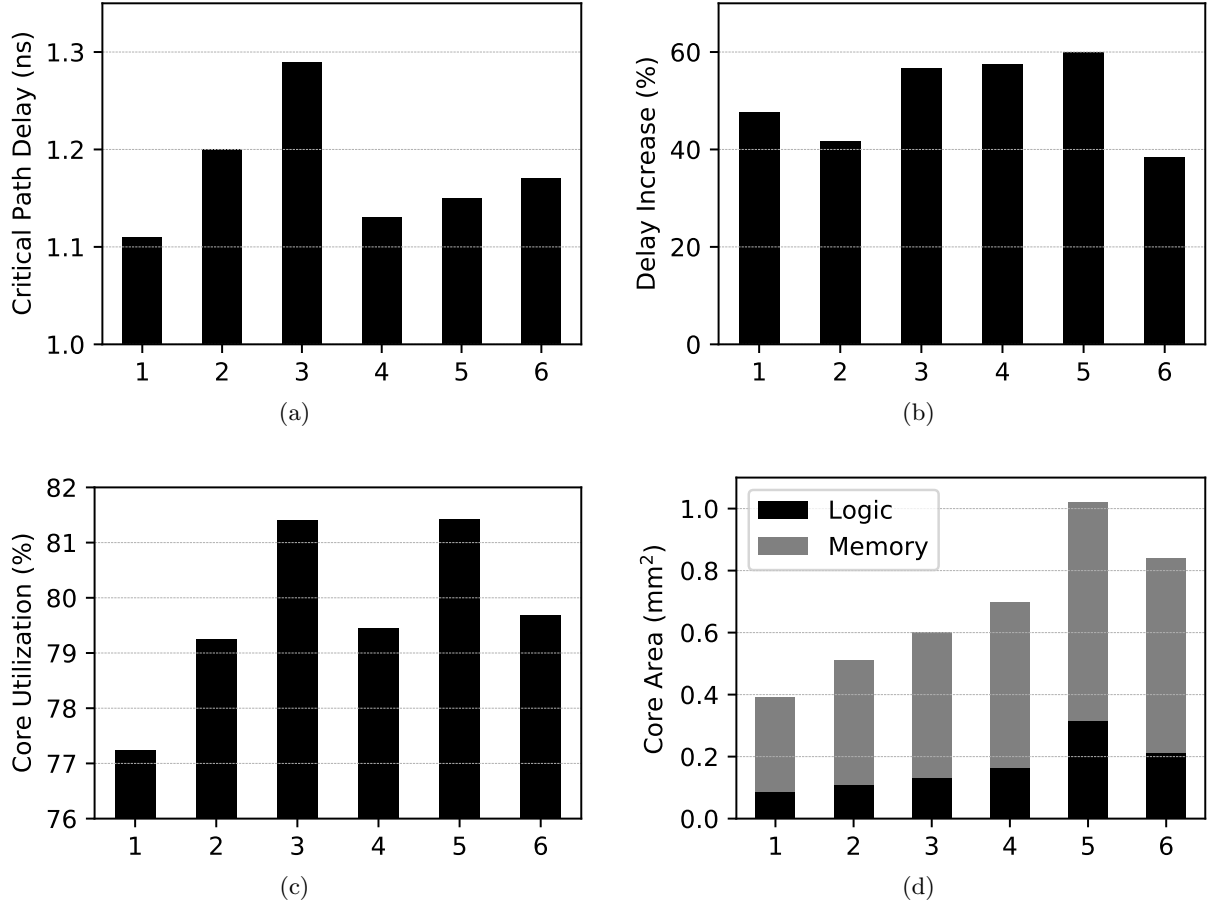 Critical Path Delay (ns)
1.3
1.2
1.1
1.0
1 2 3 4 5 6
(a)
Delay Increase (%)
60
40
20
0
1 2 3 4 5 6
(b)
Core Utilization (%)
82
81
80
79
78
77
76
1 2 3 4 5 6
(c)
Core Area (mm²)
1.0
0.8
0.6
0.4
0.2
0.0
Logic
Memory
1 2 3 4 5 6
(d)